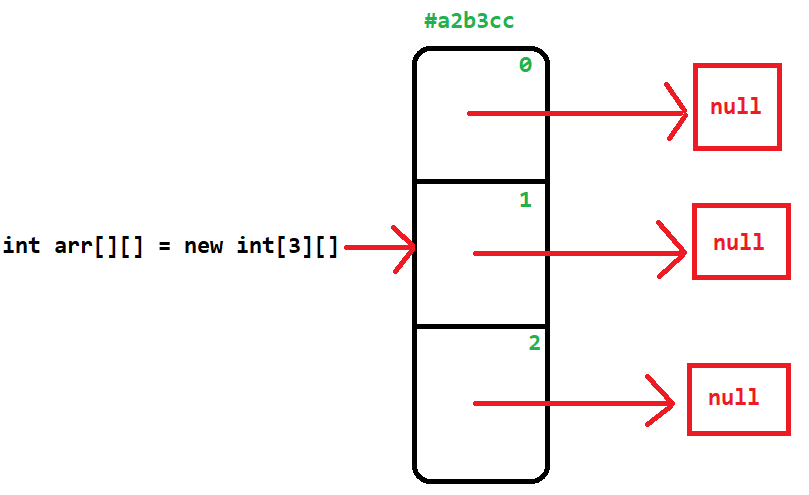 #a2b3cc
0
null
1
int arr[][] = new int[3][]
null
2
null